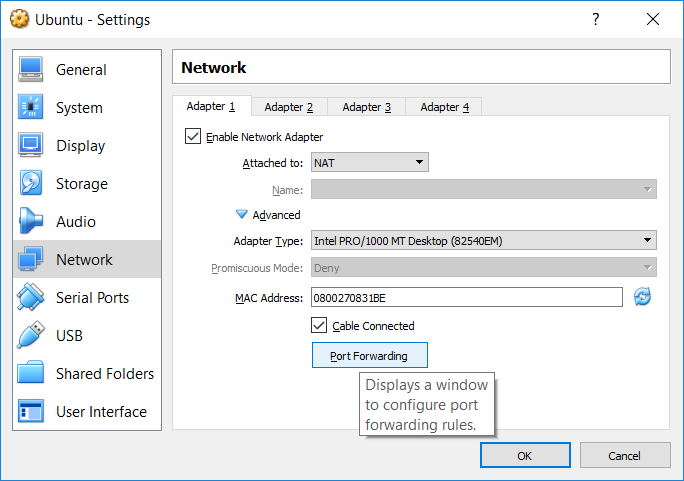 Ubuntu - Settings
?
General
System
Display
Storage
Audio
Network
Serial Ports
USB
Shared Folders
User Interface
Network
Adapter 1
Adapter 2
Adapter 3
Adapter 4
Enable Network Adapter
Attached to: NAT
Name:
Advanced
Adapter Type: Intel PRO/1000 MT Desktop (82540EM)
Promiscuous Mode: Deny
MAC Address: 0800270831BE
Cable Connected
Port Forwarding
Displays a window
to configure port
forwarding rules.
OK
Cancel